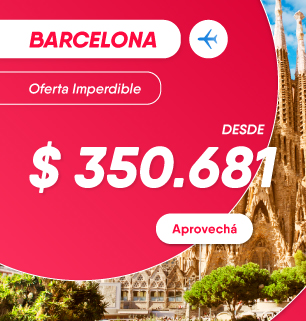 BARCELONA
Oferta Imperdible
DESDE
$ 350.681
Aprovechá